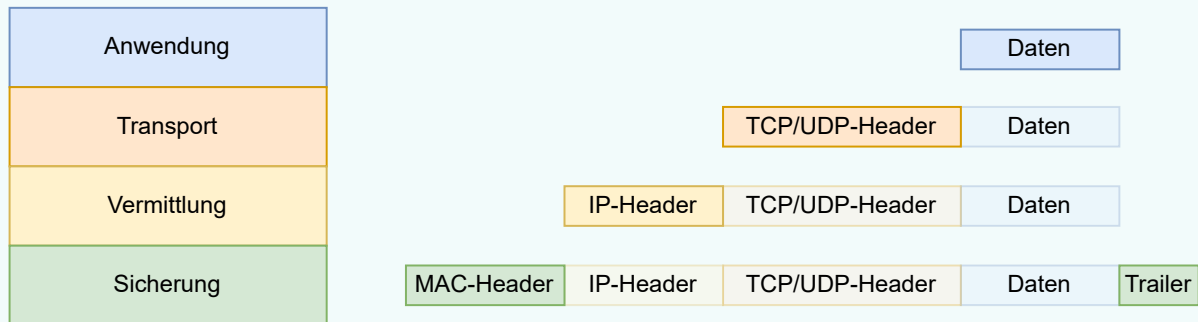 Anwendung Daten
Transport TCP/UDP-Header Daten
Vermittlung IP-Header TCP/UDP-Header Daten
Sicherung MAC-Header IP-Header TCP/UDP-Header Daten Trailer